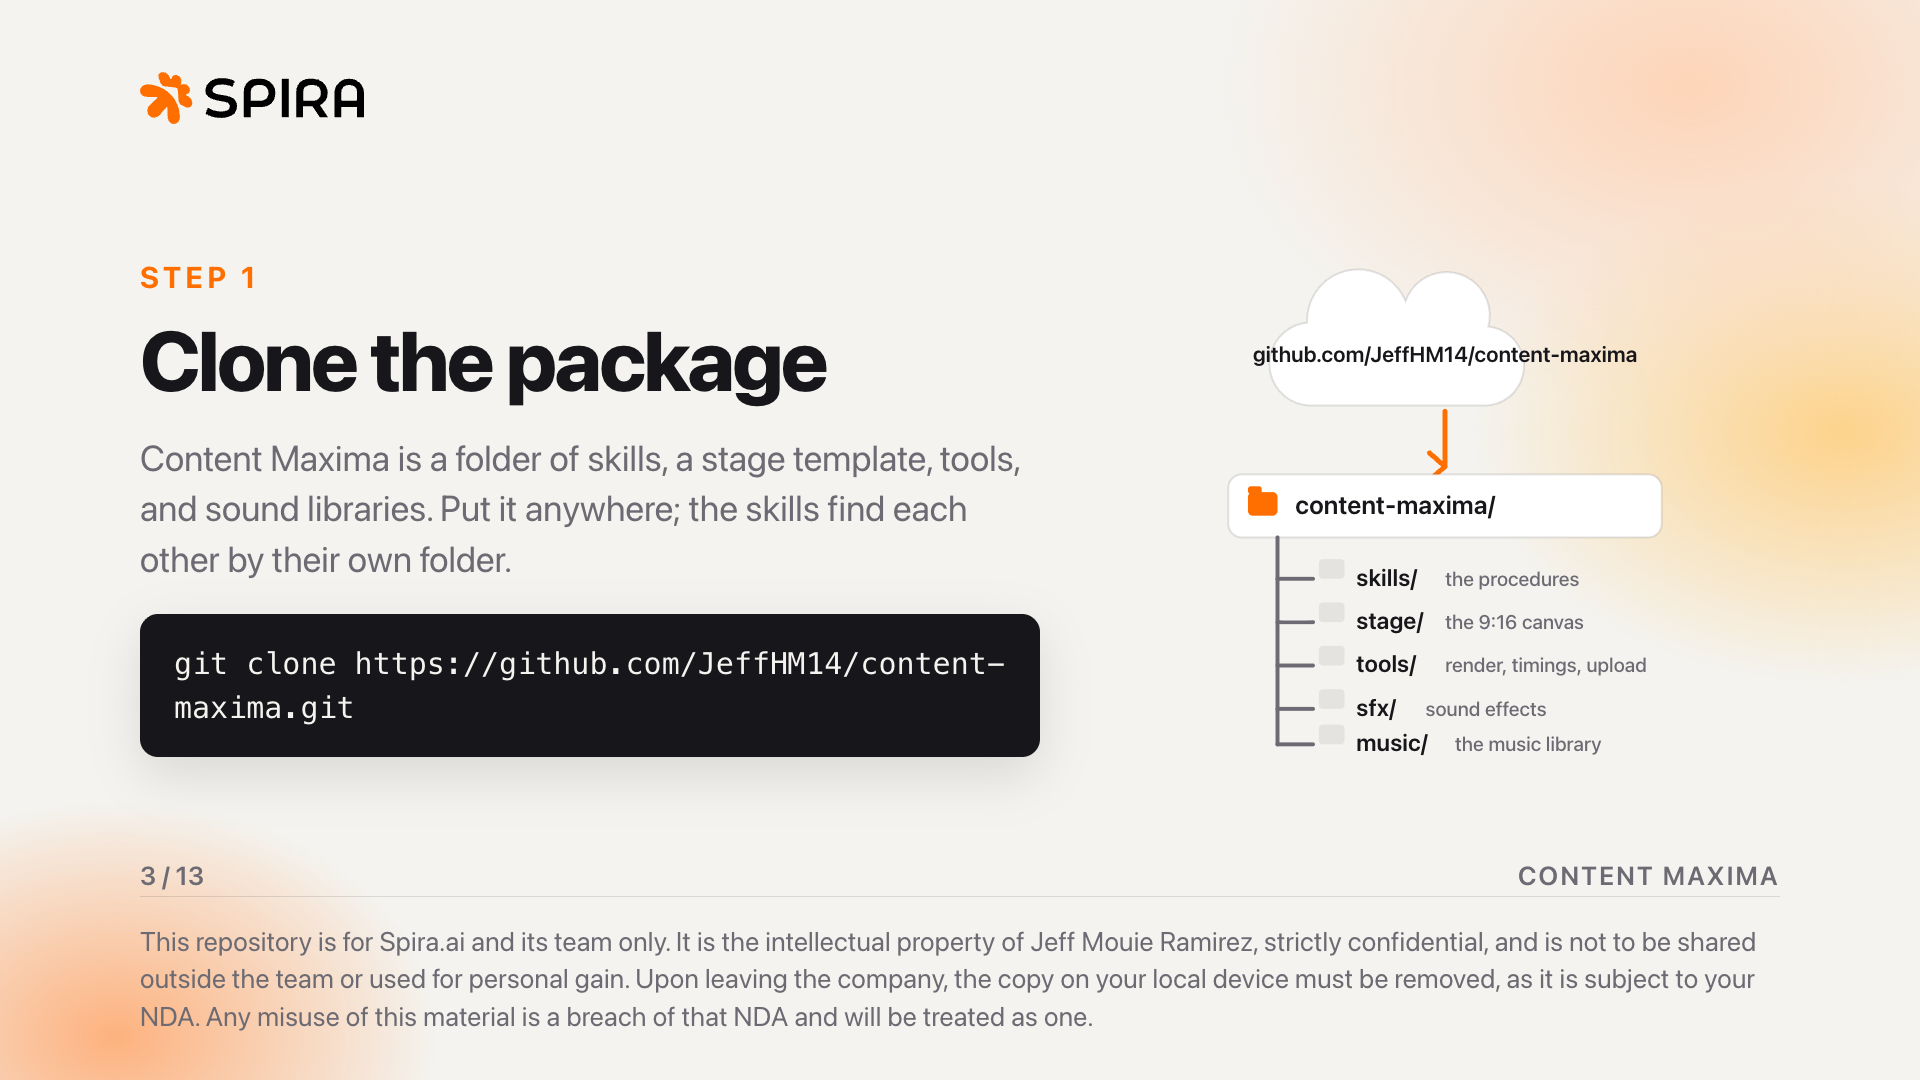 SPIRA
STEP 1
Clone the package
Content Maxima is a folder of skills, a stage template, tools,
and sound libraries. Put it anywhere; the skills find each
other by their own folder.
git clone https://github.com/JeffHM14/content-
maxima.git
github.com/JeffHM14/content-maxima
content-maxima/
skills/ the procedures
stage/ the 9:16 canvas
tools/ render, timings, upload
sfx/ sound effects
music/ the music library
3 / 13
CONTENT MAXIMA
This repository is for Spira.ai and its team only. It is the intellectual property of Jeff Mouie Ramirez, strictly confidential, and is not to be shared
outside the team or used for personal gain. Upon leaving the company, the copy on your local device must be removed, as it is subject to your
NDA. Any misuse of this material is a breach of that NDA and will be treated as one.